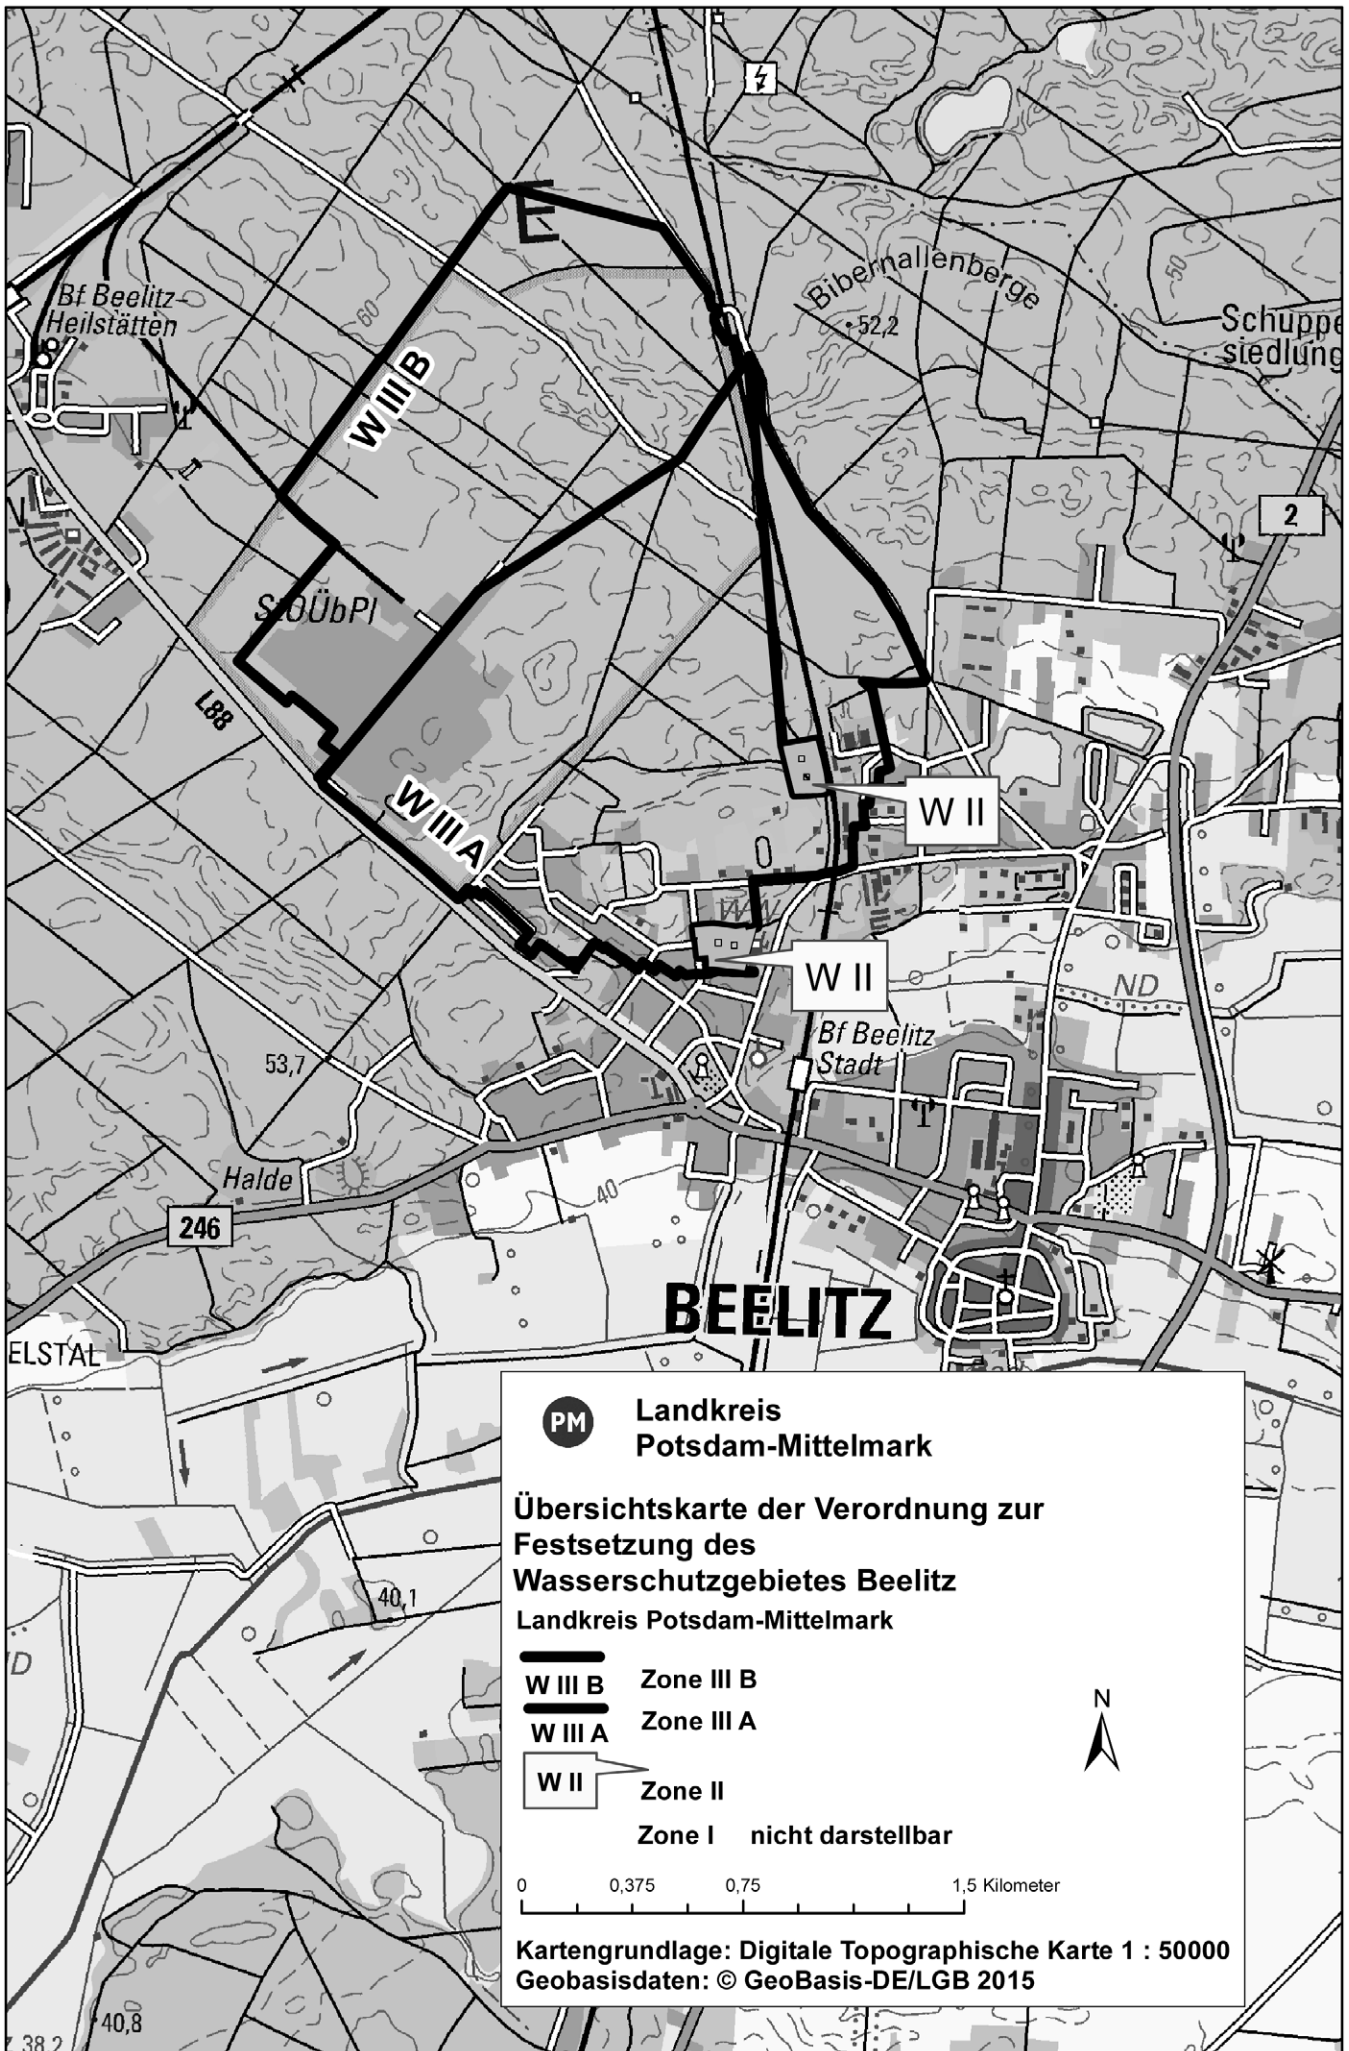 E
Bf Beelitz-
Heilstätten
60
W III B
Bibernallenberge
52,2
50
Schuppe
siedlung
2
StOÜbPl
L88
W III A
W II
WW
W II
ND
Bf Beelitz
Stadt
53,7
Halde
40
246
BEELITZ
ELSTAL
PM
Landkreis
Potsdam-Mittelmark
Übersichtskarte der Verordnung zur
Festsetzung des
Wasserschutzgebietes Beelitz
Landkreis Potsdam-Mittelmark
W III B Zone III B
W III A Zone III A
W II Zone II
Zone I nicht darstellbar
N
0 0,375 0,75 1,5 Kilometer
Kartengrundlage: Digitale Topographische Karte 1 : 50000
Geobasisdaten: © GeoBasis-DE/LGB 2015
40,1
40,8
38,2